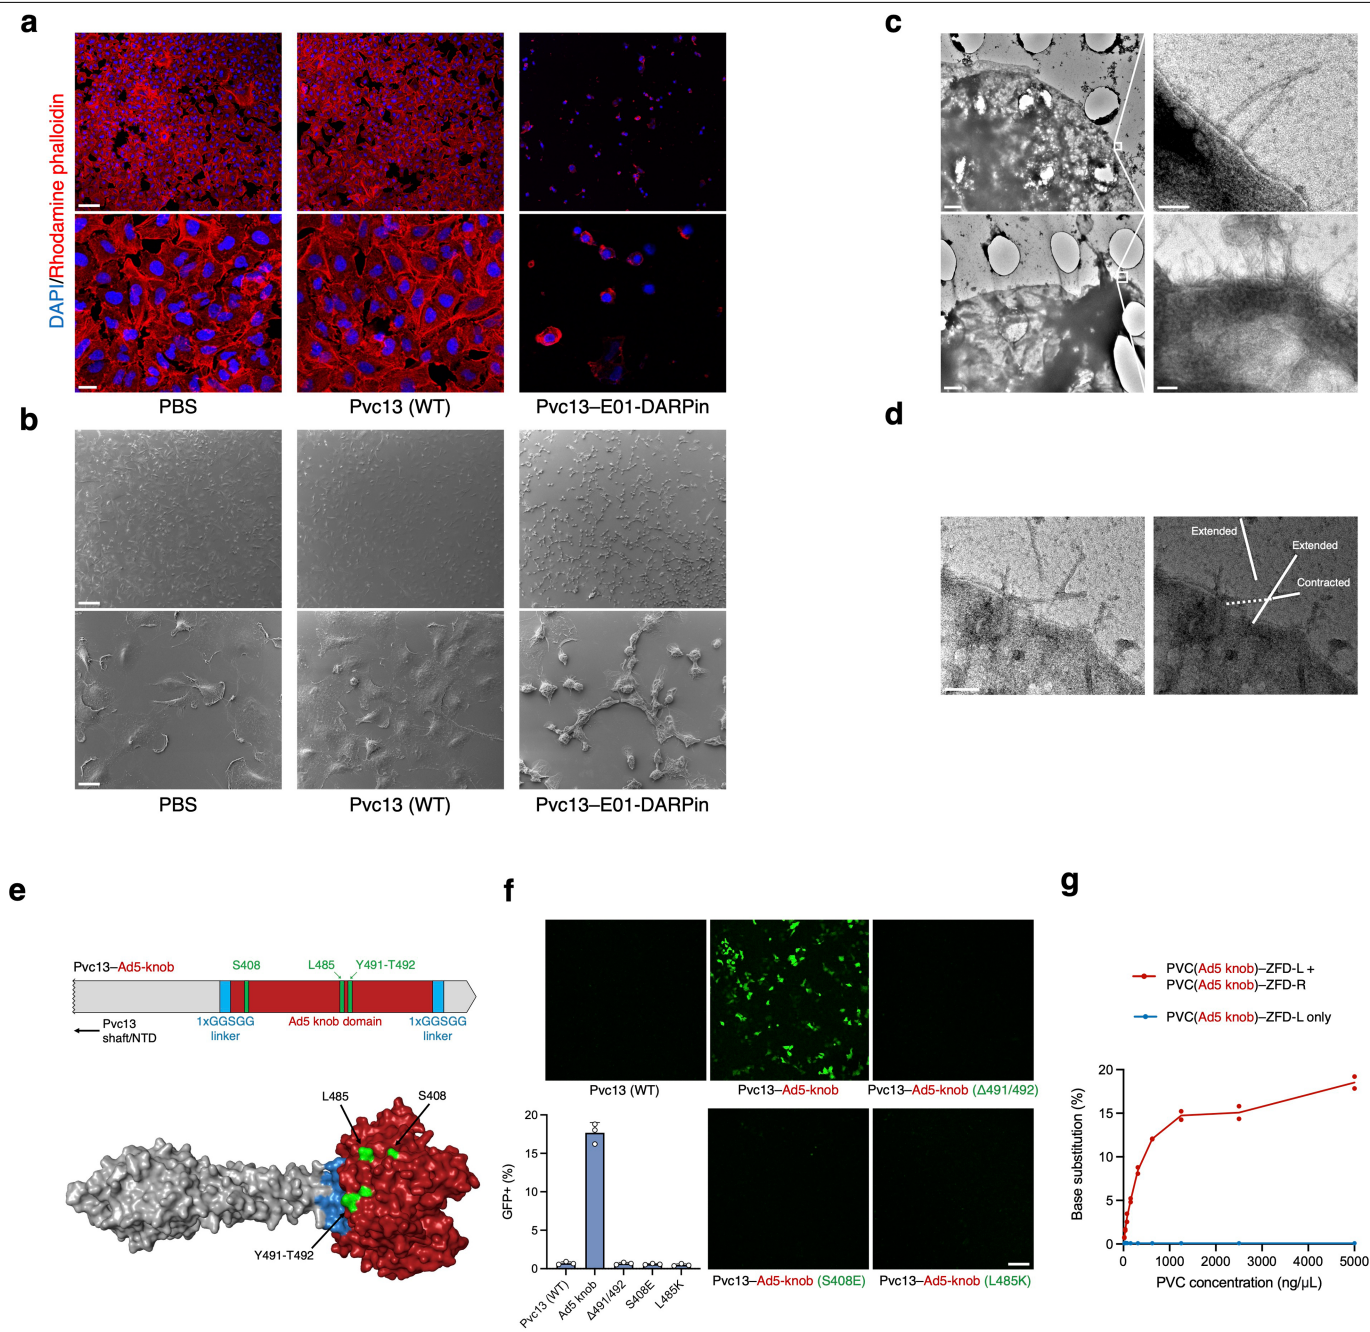 a
DAPI/Rhodamine phalloidin
PBS
Pvc13 (WT)
Pvc13–E01-DARPin
b
PBS
Pvc13 (WT)
Pvc13–E01-DARPin
c
d
Extended
Extended
Contracted
e
Pvc13–Ad5-knob
S408
L485
Y491-T492
Pvc13
shaft/NTD
1xGGSGG
linker
Ad5 knob domain
1xGGSGG
linker
L485
S408
Y491-T492
f
Pvc13 (WT)
Pvc13–Ad5-knob
Pvc13–Ad5-knob (Δ491/492)
Pvc13–Ad5-knob (S408E)
Pvc13–Ad5-knob (L485K)
GFP+ (%)
20
15
10
5
0
Pvc13 (WT)
Ad5 knob
Δ491/492
S408E
L485K
g
PVC(Ad5 knob)–ZFD-L +
PVC(Ad5 knob)–ZFD-R
PVC(Ad5 knob)–ZFD-L only
Base substitution (%)
20
15
10
5
0
0 1000 2000 3000 4000 5000
PVC concentration (ng/μL)